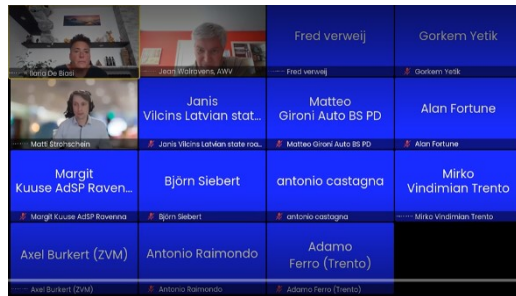 Fred verweij
Gorkem Yetik
Ilaria De Biasi
Jean Walravens, AWV
Fred verweij
Gorkem Yetik
Janis
Vilcins Latvian stat...
Matteo
Gironi Auto BS PD
Alan Fortune
Matti Strohschein
Janis Vilcins Latvian state roa...
Matteo Gironi Auto BS PD
Alan Fortune
Margit
Kuuse AdSP Raven...
Björn Siebert
antonio castagna
Mirko
Vindimian Trento
Margit Kuuse AdSP Ravenna
Björn Siebert
antonio castagna
Mirko Vindimian Trento
Axel Burkert (ZVM)
Antonio Raimondo
Adamo
Ferro (Trento)
Axel Burkert (ZVM)
Antonio Raimondo
Adamo Ferro (Trento)